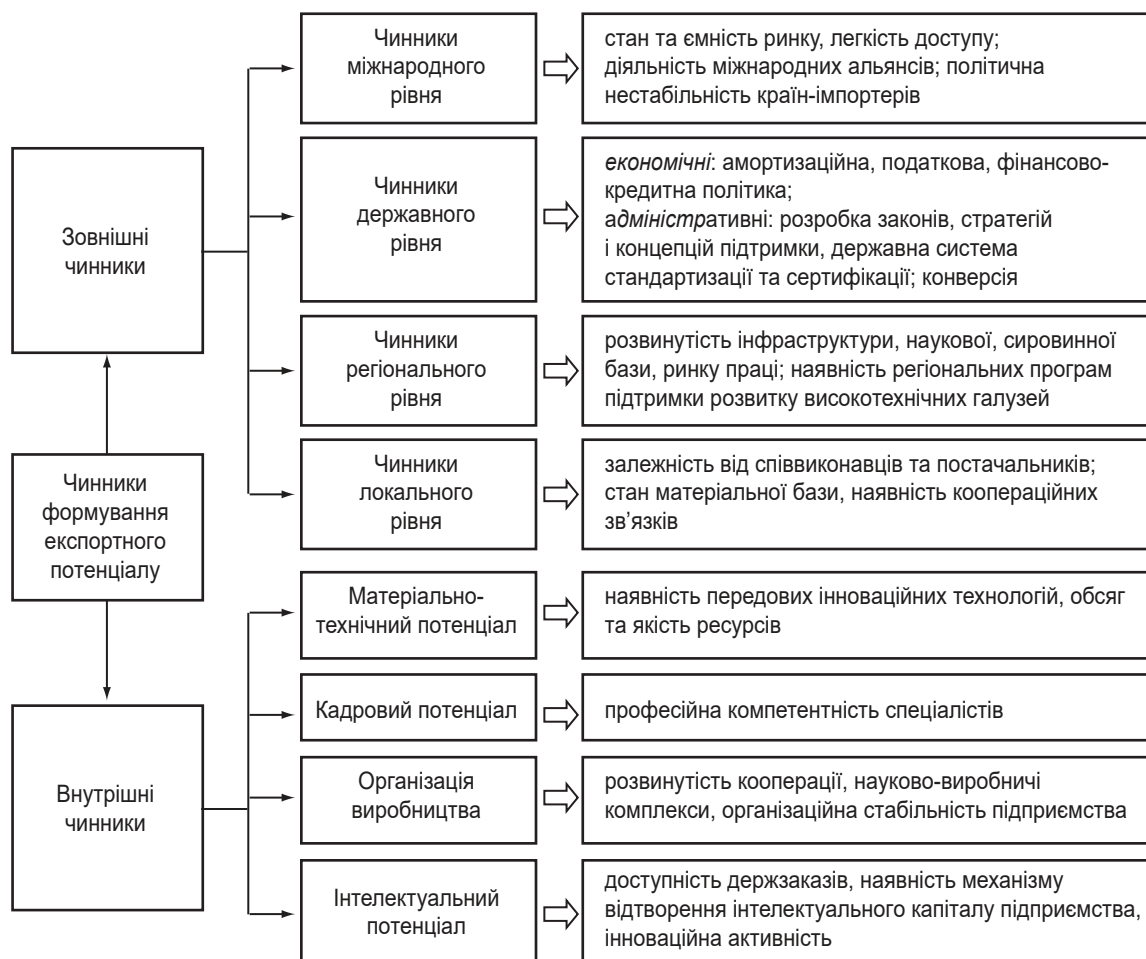 Чинники
міжнародного
рівня
стан та ємність ринку, легкість доступу;
діяльність міжнародних альянсів; політична
нестабільність країн-імпортерів
Зовнішні
чинники
Чинники
державного
рівня
економічні: амортизаційна, податкова, фінансово-
кредитна політика;
адміністративні: розробка законів, стратегій
і концепцій підтримки, державна система
стандартизації та сертифікації; конверсія
Чинники
регіонального
рівня
розвинутість інфраструктури, наукової, сировинної
бази, ринку праці; наявність регіональних програм
підтримки розвитку високотехнічних галузей
Чинники
локального
рівня
залежність від співвиконавців та постачальників;
стан матеріальної бази, наявність коопераційних
зв’язків
Чинники
формування
експортного
потенціалу
Матеріально-
технічний потенціал
наявність передових інноваційних технологій, обсяг
та якість ресурсів
Кадровий потенціал
професійна компетентність спеціалістів
Внутрішні
чинники
Організація
виробництва
розвинутість кооперації, науково-виробничі
комплекси, організаційна стабільність підприємства
Інтелектуальний
потенціал
доступність держзаказів, наявність механізму
відтворення інтелектуального капіталу підприємства,
інноваційна активність